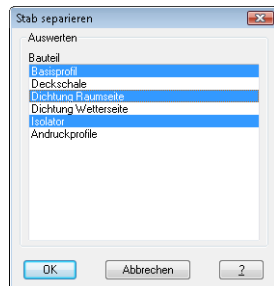 Stab separieren
Auswerten
Bauteil
Basisprofil
Deckschale
Dichtung Raumseite
Dichtung Wetterseite
Isolator
Andruckprofile
OK Abbrechen ?